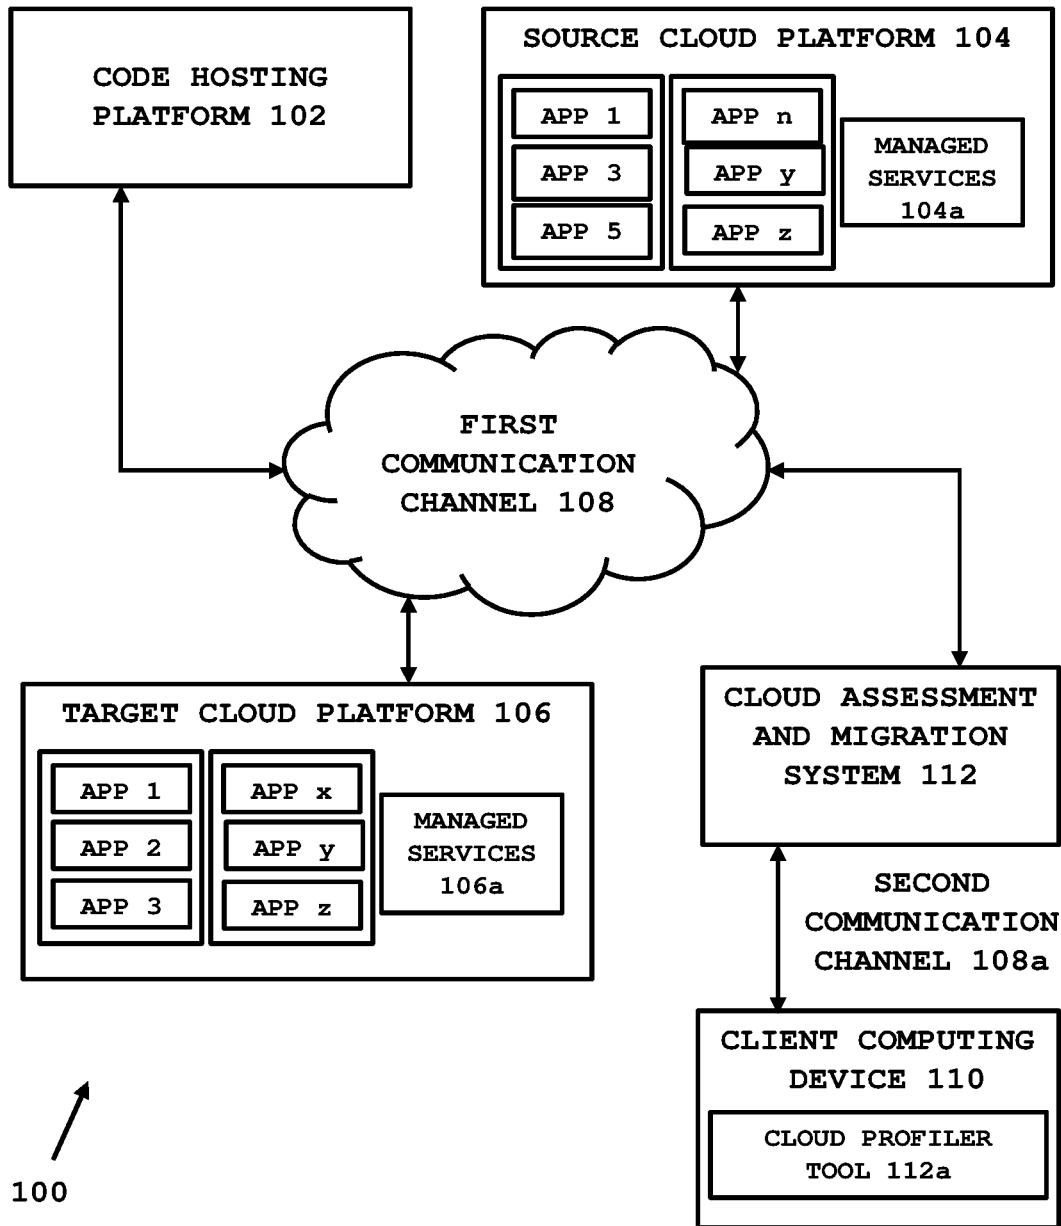 CODE HOSTING
PLATFORM 102
SOURCE CLOUD PLATFORM 104
APP 1
APP 3
APP 5
APP n
APP y
APP z
MANAGED
SERVICES
104a
FIRST
COMMUNICATION
CHANNEL 108
TARGET CLOUD PLATFORM 106
APP 1
APP 2
APP 3
APP x
APP y
APP z
MANAGED
SERVICES
106a
CLOUD ASSESSMENT
AND MIGRATION
SYSTEM 112
SECOND
COMMUNICATION
CHANNEL 108a
CLIENT COMPUTING
DEVICE 110
CLOUD PROFILER
TOOL 112a
100